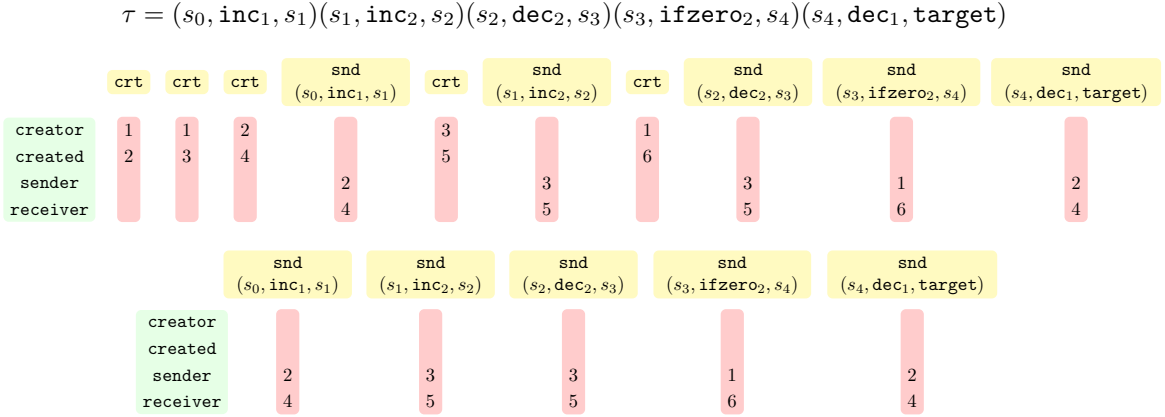 τ = (s₀, inc₁, s₁)(s₁, inc₂, s₂)(s₂, dec₂, s₃)(s₃, ifzero₂, s₄)(s₄, dec₁, target)
crt crt crt snd (s₀, inc₁, s₁) crt snd (s₁, inc₂, s₂) crt snd (s₂, dec₂, s₃) snd (s₃, ifzero₂, s₄) snd (s₄, dec₁, target)
creator 1 1 2 3 1
created 2 3 4 5 6
sender 2 3 3 1 2
receiver 4 5 5 6 4
snd snd snd snd snd
(s₀, inc₁, s₁) (s₁, inc₂, s₂) (s₂, dec₂, s₃) (s₃, ifzero₂, s₄) (s₄, dec₁, target)
creator
created
sender 2 3 3 1 2
receiver 4 5 5 6 4